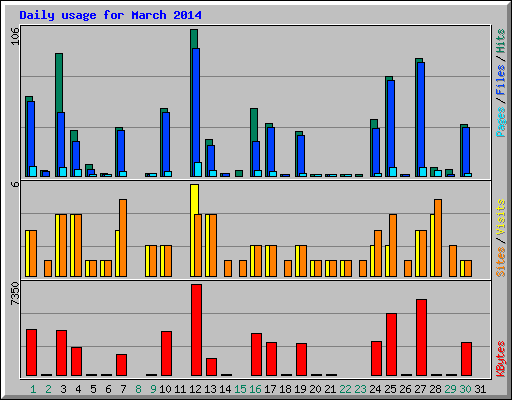 Daily usage for March 2014
106
Pages / Files / Hits
6
Sites / Visits
7350
KBytes
1 2 3 4 5 6 7 8 9 10 11 12 13 14 15 16 17 18 19 20 21 22 23 24 25 26 27 28 29 30 31